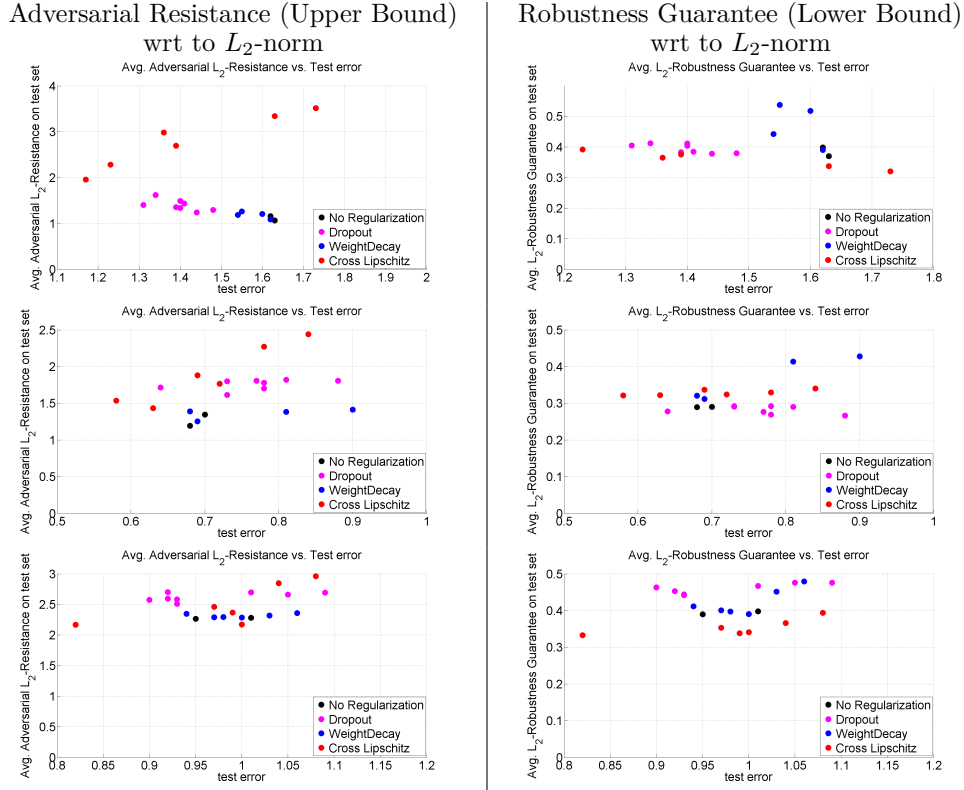 Adversarial Resistance (Upper Bound)
wrt to L₂-norm
Robustness Guarantee (Lower Bound)
wrt to L₂-norm
Avg. Adversarial L₂-Resistance vs. Test error
Avg. Adversarial L₂-Resistance on test set
4
3
2
1
0
1.1 1.2 1.3 1.4 1.5 1.6 1.7 1.8 1.9 2
test error
No Regularization
Dropout
WeightDecay
Cross Lipschitz
Avg. L₂-Robustness Guarantee vs. Test error
Avg. L₂-Robustness Guarantee on test set
0.5
0.4
0.3
0.2
0.1
0
1.2 1.3 1.4 1.5 1.6 1.7 1.8
test error
No Regularization
Dropout
WeightDecay
Cross Lipschitz
Avg. Adversarial L₂-Resistance vs. Test error
Avg. Adversarial L₂-Resistance on test set
2.5
2
1.5
1
0.5
0
0.5 0.6 0.7 0.8 0.9 1
test error
No Regularization
Dropout
WeightDecay
Cross Lipschitz
Avg. L₂-Robustness Guarantee vs. Test error
Avg. L₂-Robustness Guarantee on test set
0.5
0.4
0.3
0.2
0.1
0
0.5 0.6 0.7 0.8 0.9 1
test error
No Regularization
Dropout
WeightDecay
Cross Lipschitz
Avg. Adversarial L₂-Resistance vs. Test error
Avg. Adversarial L₂-Resistance on test set
3
2.5
2
1.5
1
0.5
0
0.8 0.85 0.9 0.95 1 1.05 1.1 1.15 1.2
test error
No Regularization
Dropout
WeightDecay
Cross Lipschitz
Avg. L₂-Robustness Guarantee vs. Test error
Avg. L₂-Robustness Guarantee on test set
0.5
0.4
0.3
0.2
0.1
0
0.8 0.85 0.9 0.95 1 1.05 1.1 1.15 1.2
test error
No Regularization
Dropout
WeightDecay
Cross Lipschitz